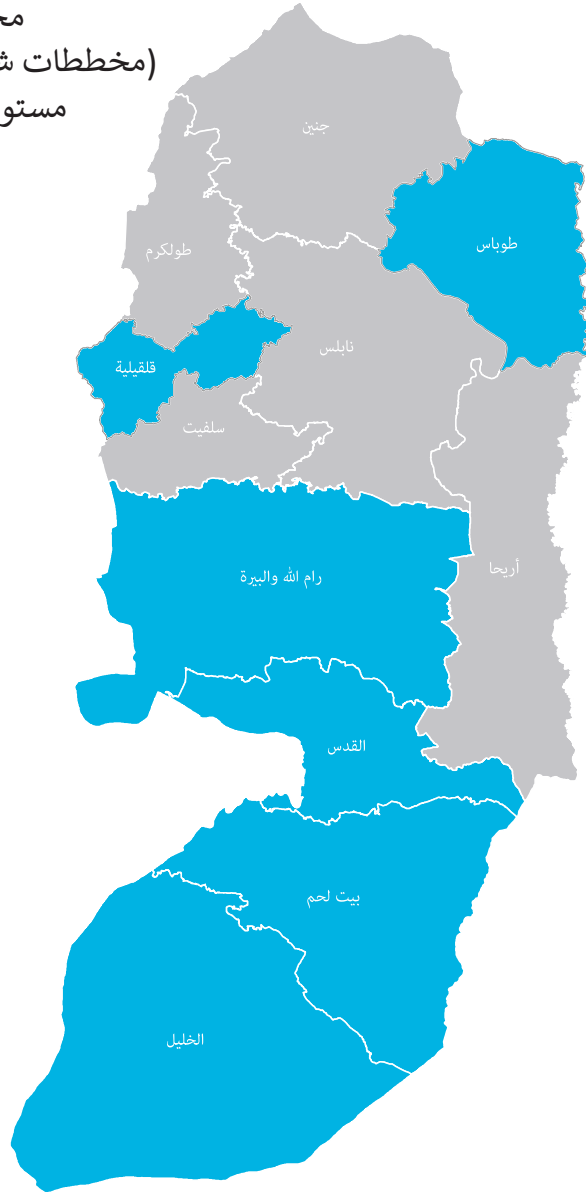 (مخططات
جنين
طوباس
طولكرم
نابلس
قلقيلية
سلفيت
أريحا
رام الله والبيرة
القدس
بيت لحم
الخليل